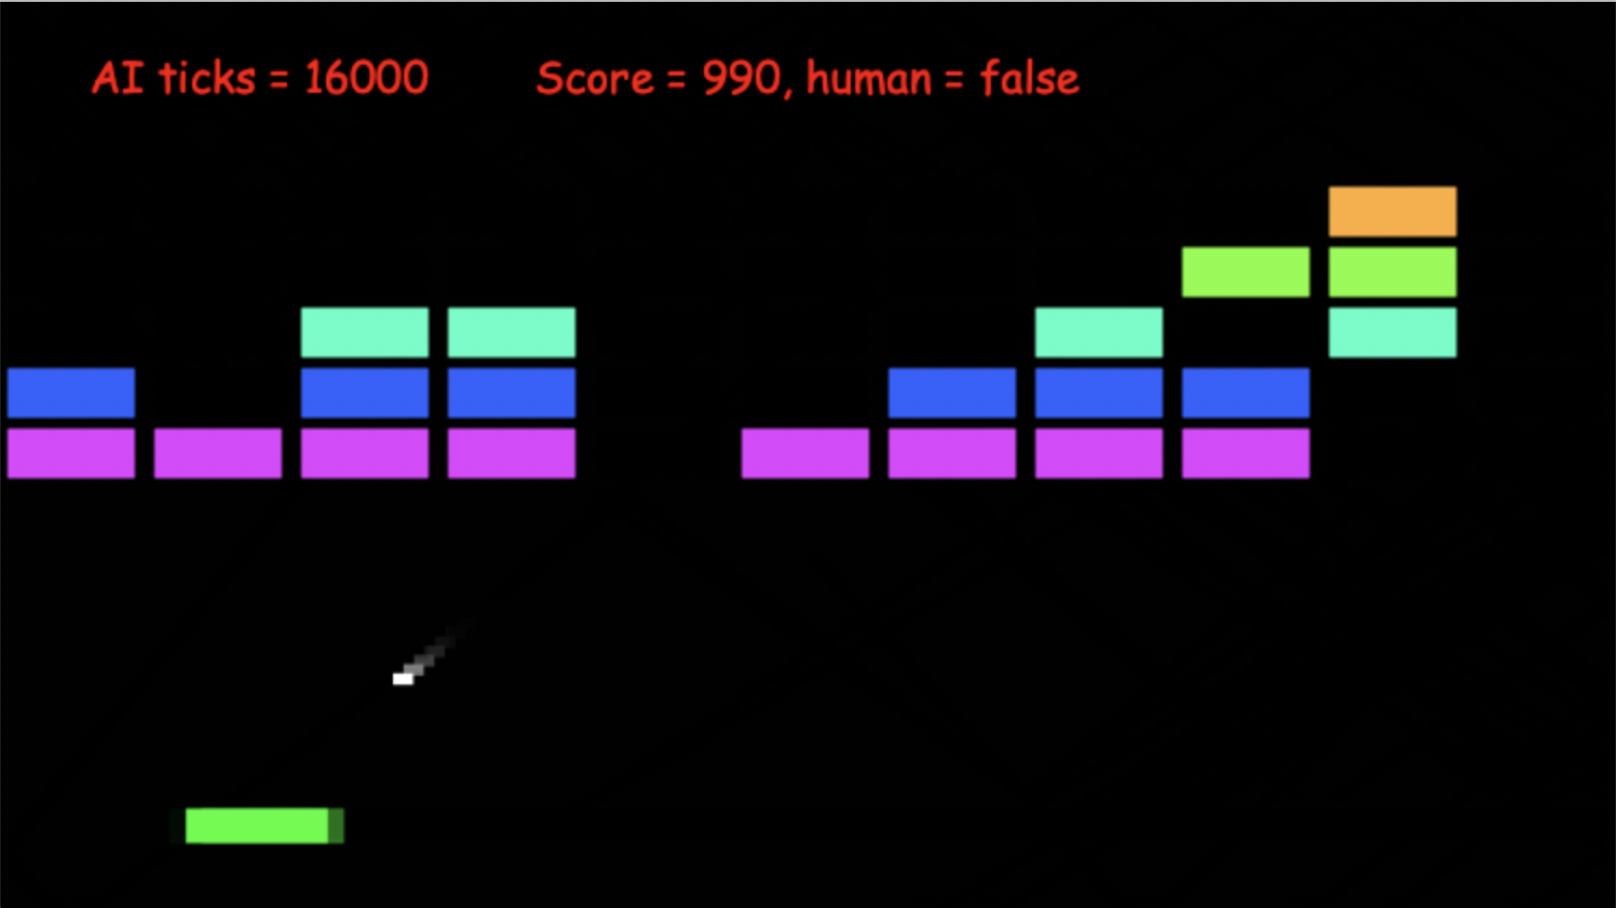 AI ticks = 16000 Score = 990, human = false